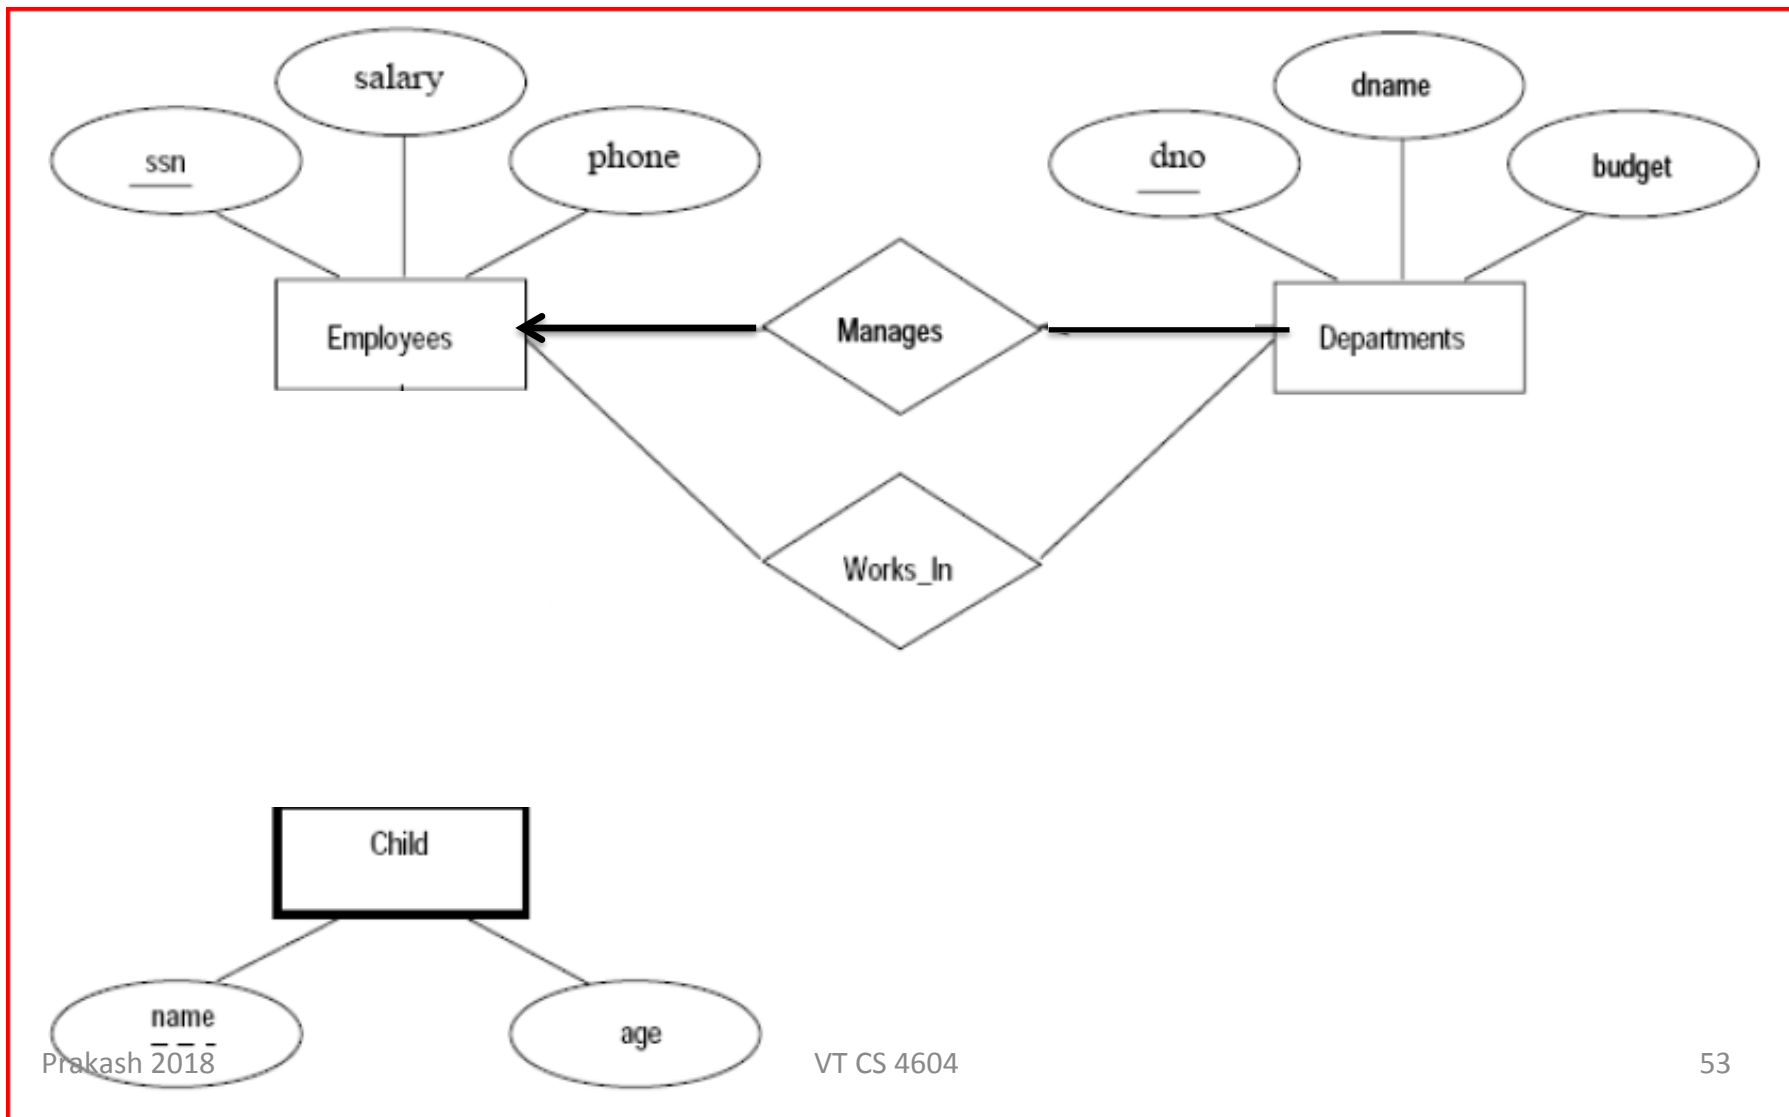 salary
dname
ssn
phone
dno
budget
Employees
Manages
Departments
Works_In
Child
name
age
Prakash 2018
VT CS 4604
53